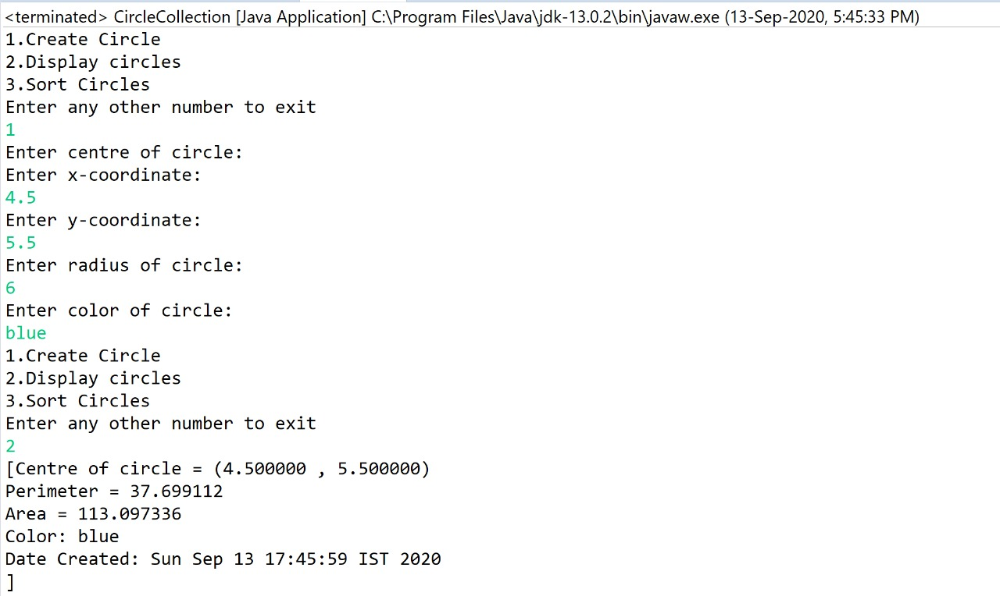 <terminated> CircleCollection [Java Application] C:\Program Files\Java\jdk-13.0.2\bin\javaw.exe (13-Sep-2020, 5:45:33 PM)
1.Create Circle
2.Display circles
3.Sort Circles
Enter any other number to exit
1
Enter centre of circle:
Enter x-coordinate:
4.5
Enter y-coordinate:
5.5
Enter radius of circle:
6
Enter color of circle:
blue
1.Create Circle
2.Display circles
3.Sort Circles
Enter any other number to exit
2
[Centre of circle = (4.500000 , 5.500000)
Perimeter = 37.699112
Area = 113.097336
Color: blue
Date Created: Sun Sep 13 17:45:59 IST 2020
]